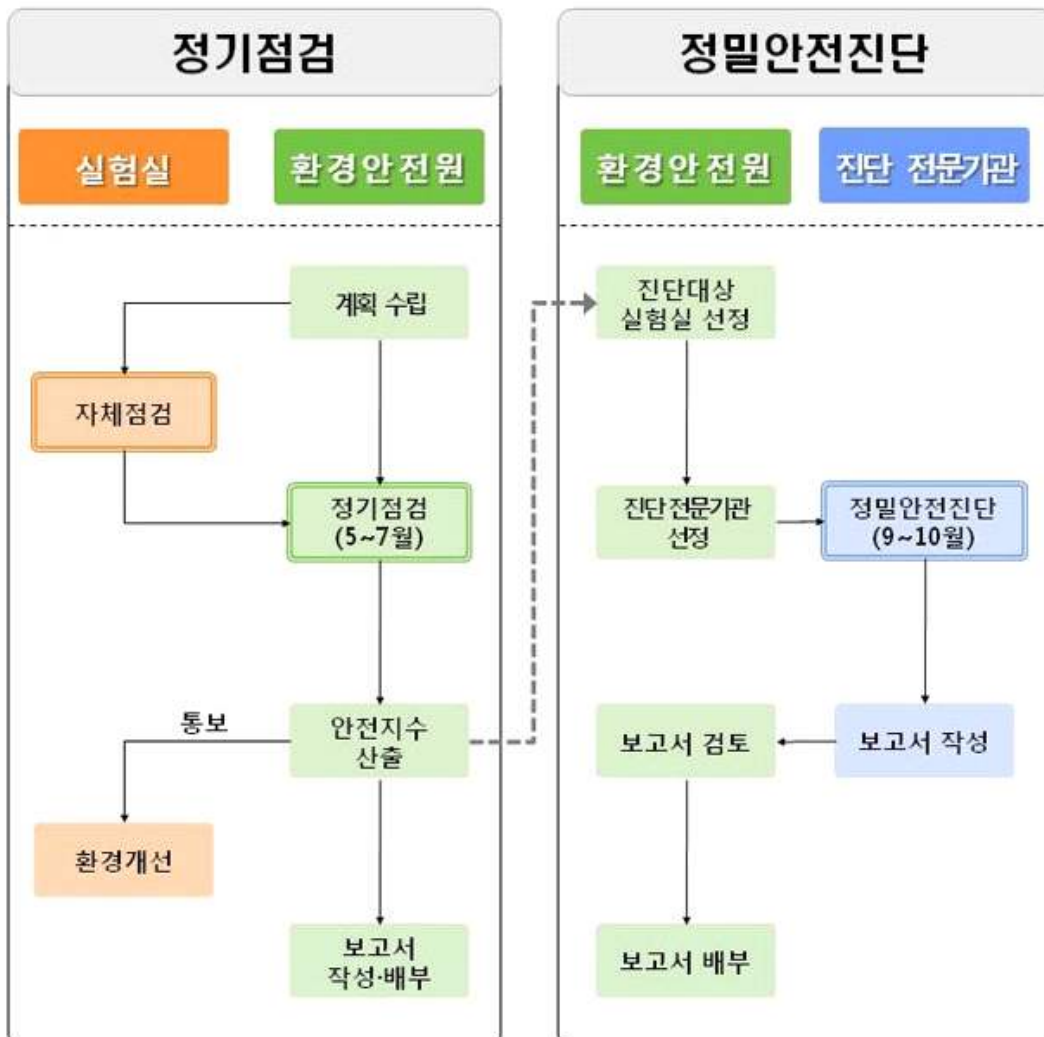 정기점검
정밀안전진단
실험실
환경안전원
환경안전원
진단 전문기관
계획 수립
진단대상
실험실 선정
자체점검
정기점검
(5~7월)
진단전문기관
선정
정밀안전진단
(9~10월)
통보
안전지수
산출
보고서 검토
보고서 작성
환경개선
보고서
작성·배부
보고서 배부